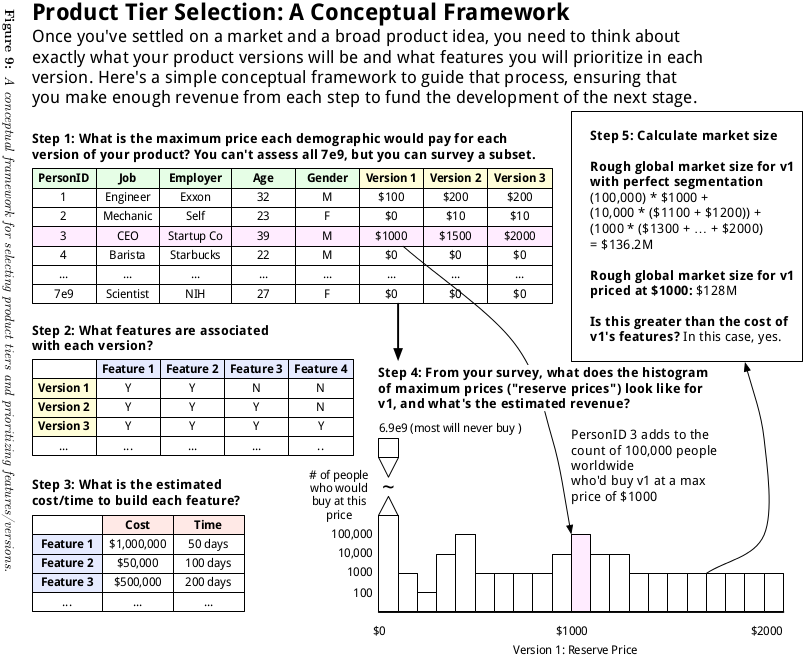 Figure 9: A conceptual framework for selecting product tiers and prioritizing features/versions.
Product Tier Selection: A Conceptual Framework
Once you've settled on a market and a broad product idea, you need to think about
exactly what your product versions will be and what features you will prioritize in each
version. Here's a simple conceptual framework to guide that process, ensuring that
you make enough revenue from each step to fund the development of the next stage.
Step 1: What is the maximum price each demographic would pay for each
version of your product? You can't assess all 7e9, but you can survey a subset.
PersonID Job Employer Age Gender Version 1 Version 2 Version 3
1 Engineer Exxon 32 M $100 $200 $200
2 Mechanic Self 23 F $0 $10 $10
3 CEO Startup Co 39 M $1000 $1500 $2000
4 Barista Starbucks 22 M $0 $0 $0
... ... ... ... ... ... ... ...
7e9 Scientist NIH 27 F $0 $0 $0
Step 2: What features are associated
with each version?
Feature 1 Feature 2 Feature 3 Feature 4
Version 1 Y Y N N
Version 2 Y Y Y N
Version 3 Y Y Y Y
... ... ... ..
Step 3: What is the estimated
cost/time to build each feature?
Cost Time
Feature 1 $1,000,000 50 days
Feature 2 $50,000 100 days
Feature 3 $500,000 200 days
... ... ...
Step 4: From your survey, what does the histogram
of maximum prices ("reserve prices") look like for
v1, and what's the estimated revenue?
6.9e9 (most will never buy )
# of people
who would
buy at this
price
~
100,000
10,000
1000
100
$0 $1000 $2000
Version 1: Reserve Price
PersonID 3 adds to the
count of 100,000 people
worldwide
who'd buy v1 at a max
price of $1000
Step 5: Calculate market size
Rough global market size for v1
with perfect segmentation
(100,000) * $1000 +
(10,000 * ($1100 + $1200)) +
(1000 * ($1300 + ... + $2000)
= $136.2M
Rough global market size for v1
priced at $1000: $128M
Is this greater than the cost of
v1's features? In this case, yes.